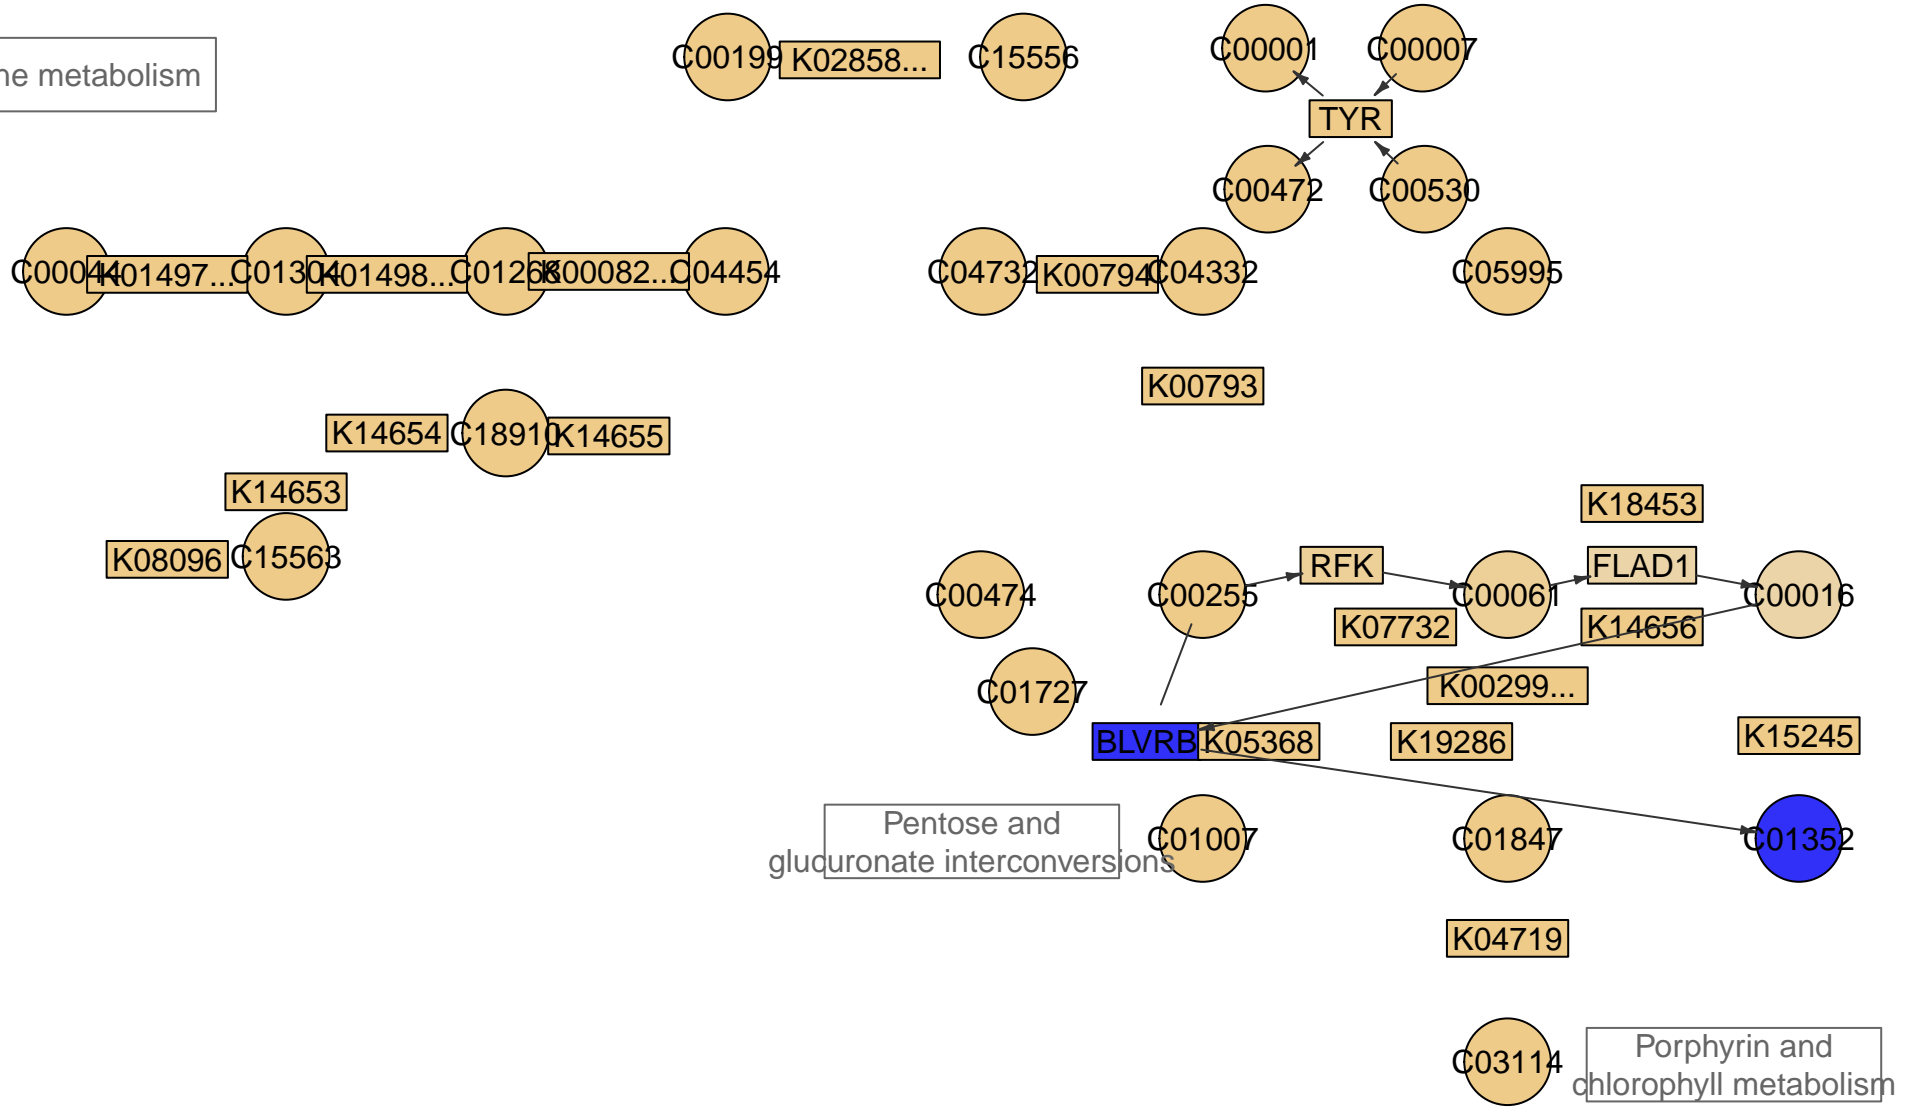 ne metabolism
C00199
K02858...
C15556
C00001
C00007
TYR
C00472
C00530
C00044
K01497...
C01304
K01498...
C01268
K00082...
C04454
C04732
K00794
C04332
C05995
K00793
K14654
C18910
K14655
K14653
K08096
C15563
K18453
C00474
C00255
RFK
C00061
FLAD1
C00016
K07732
K14656
C01727
K00299...
BLVRB
K05368
K19286
K15245
Pentose and
glucuronate interconversions
C01007
C01847
C01352
K04719
C03114
Porphyrin and
chlorophyll metabolism